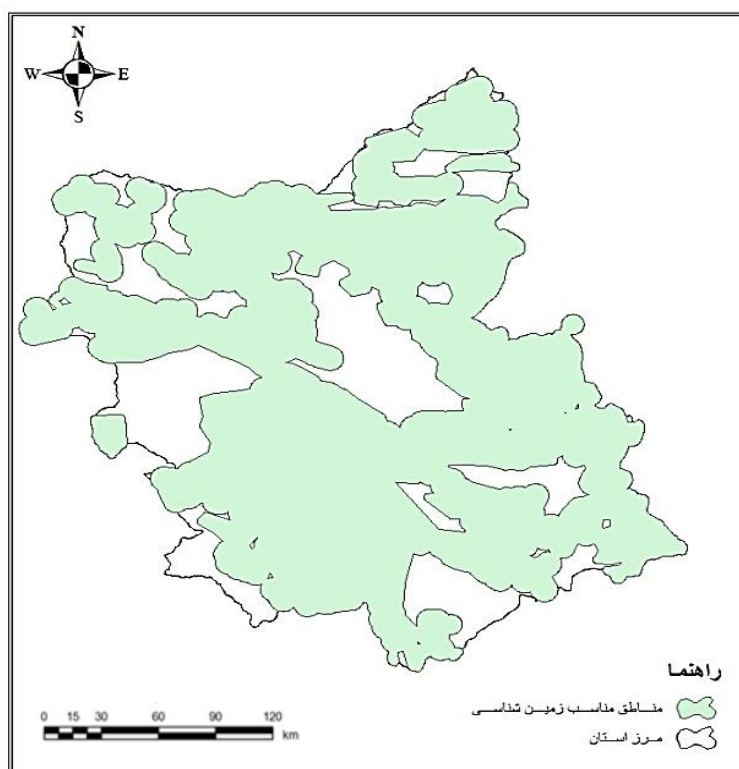 N
W E
S
راهنما
مناطق مناسب زمین شناسی
مرز استان
0 15 30 60 90 120
km